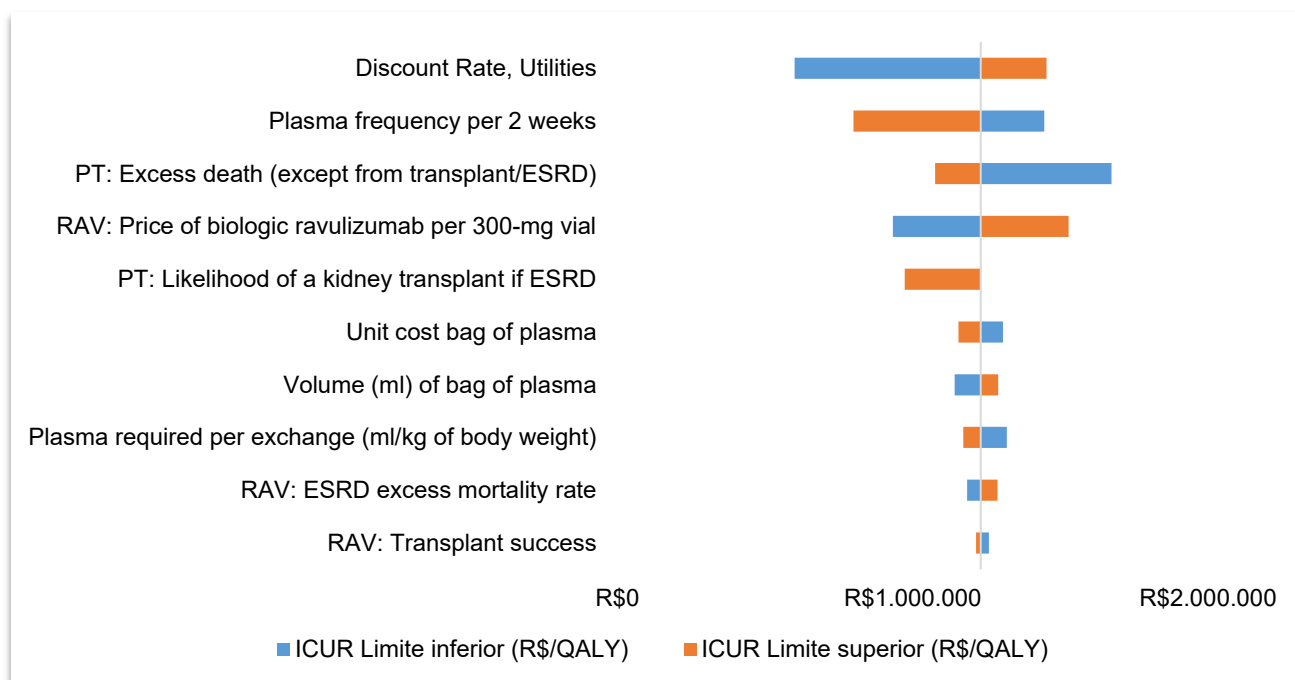 Discount Rate, Utilities
Plasma frequency per 2 weeks
PT: Excess death (except from transplant/ESRD)
RAV: Price of biologic ravulizumab per 300-mg vial
PT: Likelihood of a kidney transplant if ESRD
Unit cost bag of plasma
Volume (ml) of bag of plasma
Plasma required per exchange (ml/kg of body weight)
RAV: ESRD excess mortality rate
RAV: Transplant success
R$0 R$1.000.000 R$2.000.000
ICUR Limite inferior (R$/QALY) ICUR Limite superior (R$/QALY)